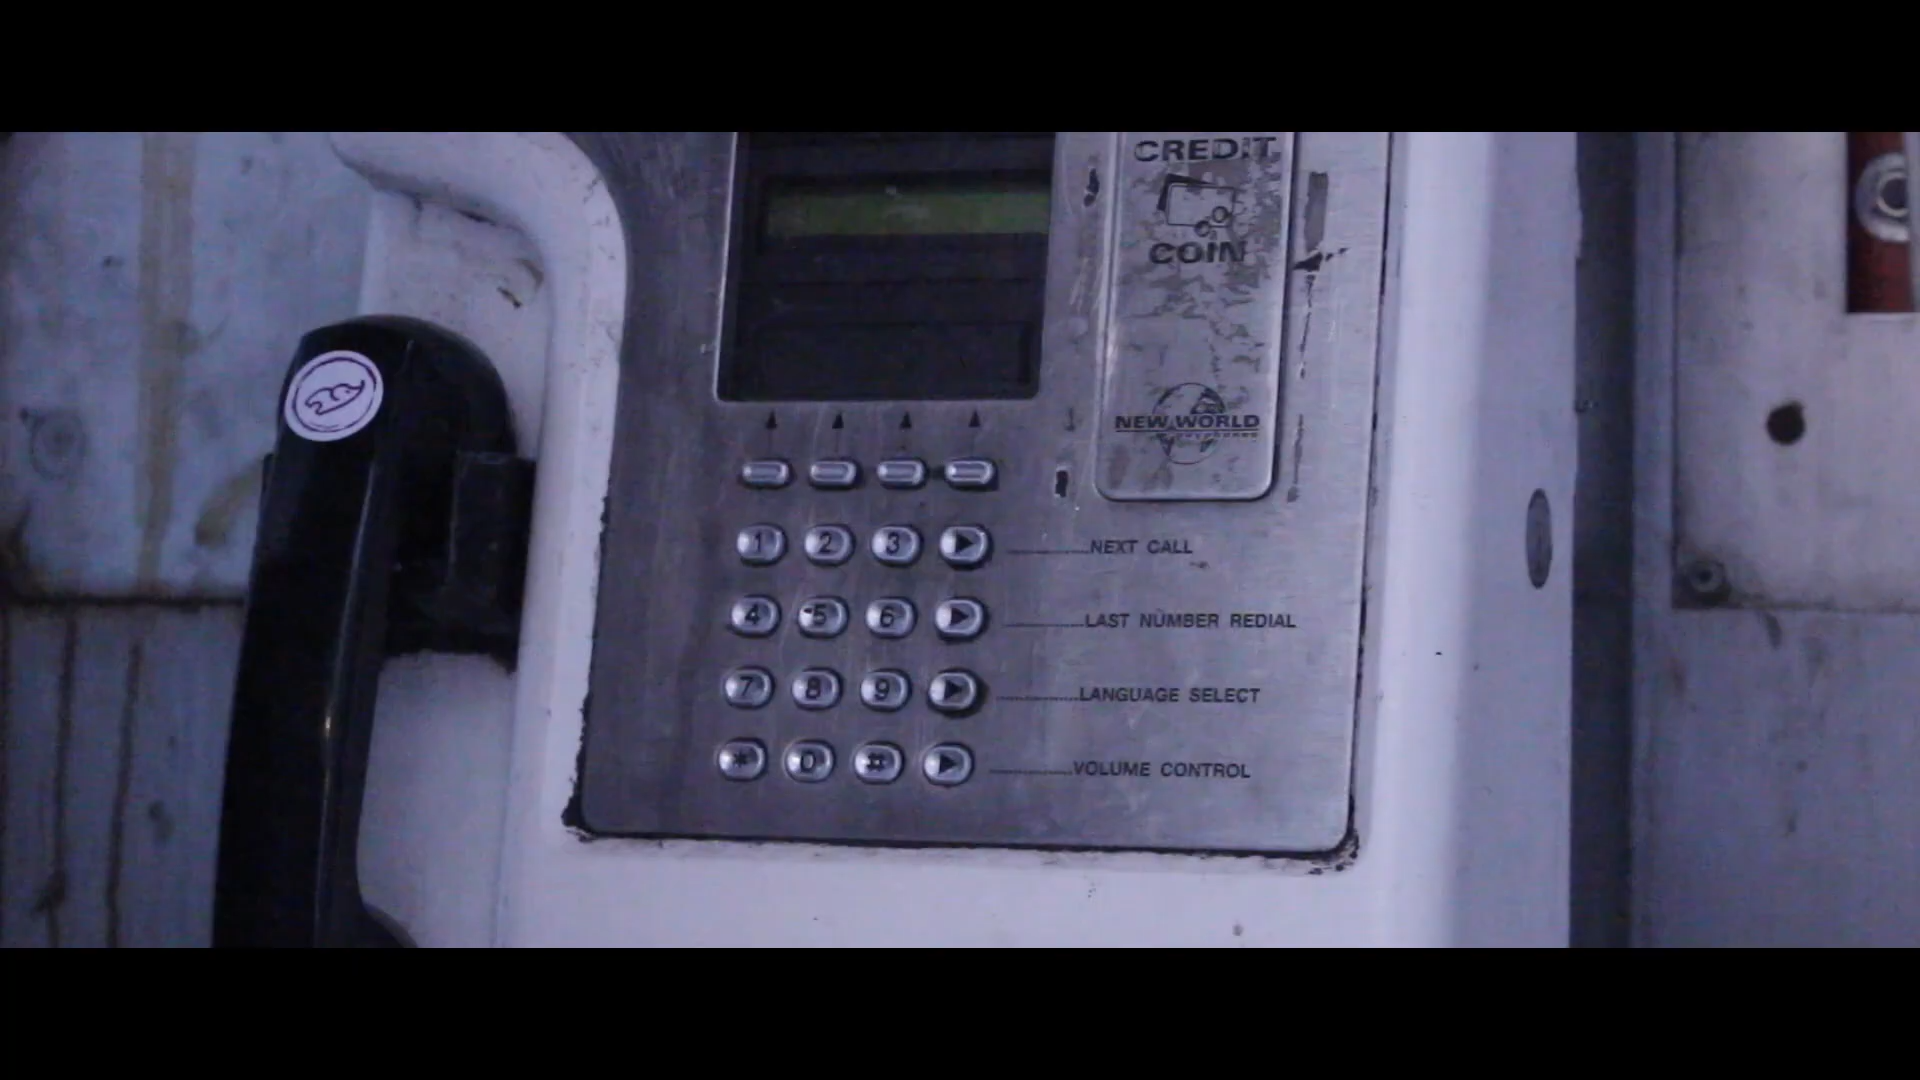 CREDIT
COIN
NEW WORLD
PAYPHONES
1 2 3 NEXT CALL
4 5 6 LAST NUMBER REDIAL
7 8 9 LANGUAGE SELECT
* 0 # VOLUME CONTROL